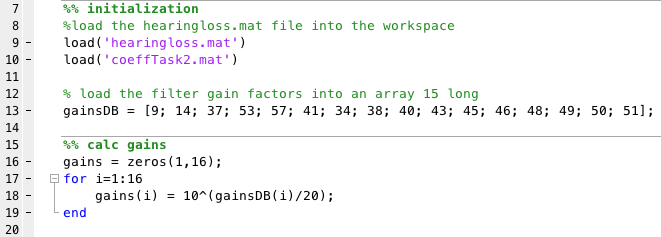 7 %% initialization
8 %load the hearingloss.mat file into the workspace
9 - load('hearingloss.mat')
10 - load('coeffTask2.mat')
11
12 % load the filter gain factors into an array 15 long
13 - gainsDB = [9; 14; 37; 53; 57; 41; 34; 38; 40; 43; 45; 46; 48; 49; 50; 51];
14
15 %% calc gains
16 - gains = zeros(1,16);
17 - for i=1:16
18 - gains(i) = 10^(gainsDB(i)/20);
19 - end
20